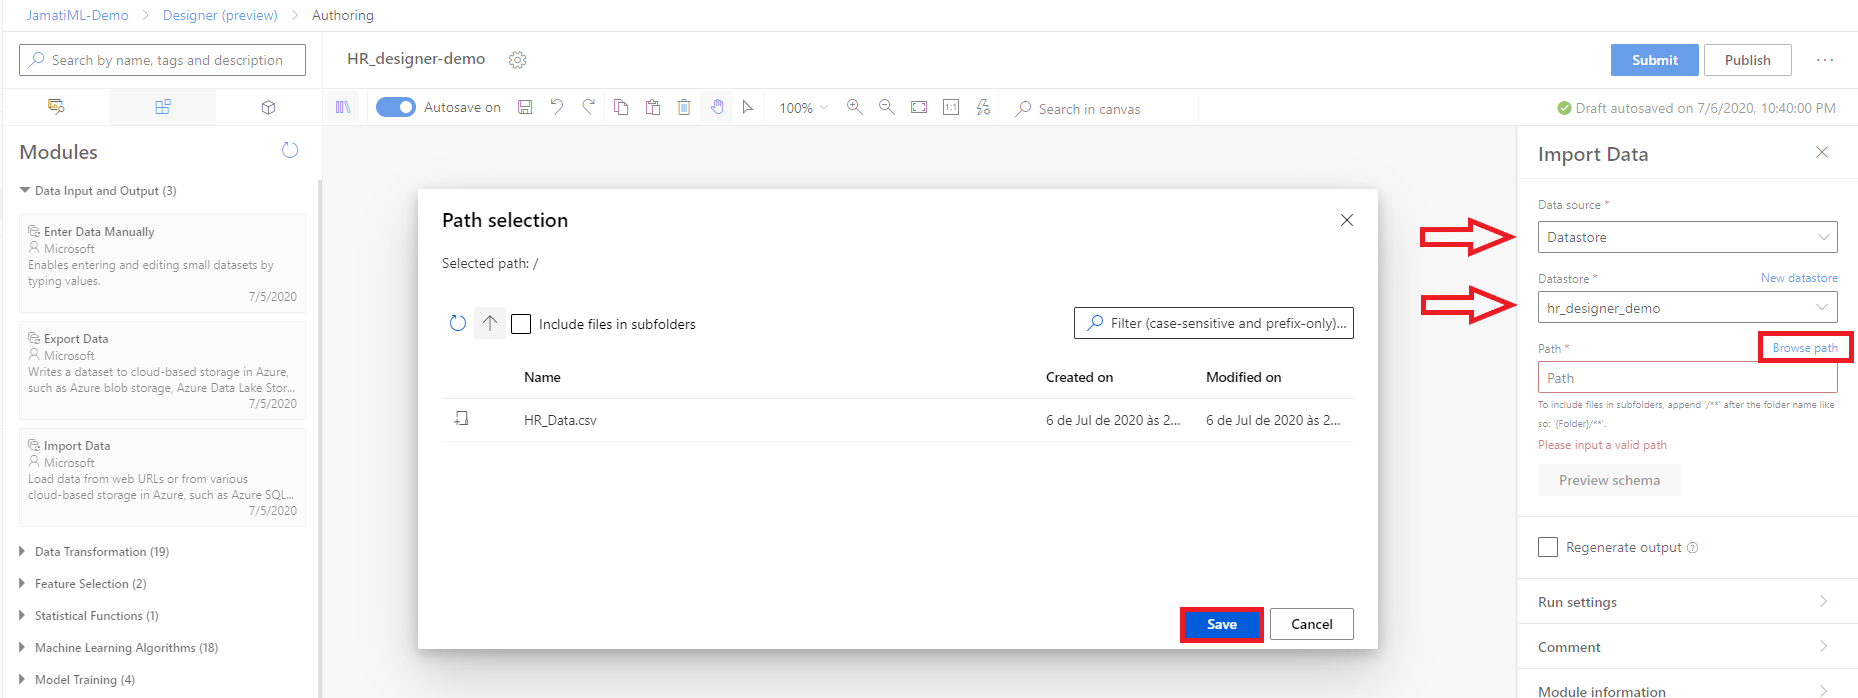 JamatiML-Demo > Designer (preview) > Authoring
Search by name, tags and description
HR_designer-demo
Submit
Publish
...
Autosave on
100%
1:1
Search in canvas
Draft autosaved on 7/6/2020, 10:40:00 PM
Modules
Data Input and Output (3)
Enter Data Manually
Microsoft
Enables entering and editing small datasets by
typing values.
7/5/2020
Export Data
Microsoft
Writes a dataset to cloud-based storage in Azure,
such as Azure blob storage, Azure Data Lake Stor...
7/5/2020
Import Data
Microsoft
Load data from web URLs or from various
cloud-based storage in Azure, such as Azure SQL...
7/5/2020
Data Transformation (19)
Feature Selection (2)
Statistical Functions (1)
Machine Learning Algorithms (18)
Model Training (4)
Path selection
Selected path: /
Include files in subfolders
Filter (case-sensitive and prefix-only)...
Name Created on Modified on
HR_Data.csv 6 de Jul de 2020 às 2... 6 de Jul de 2020 às 2...
Save
Cancel
Import Data
Data source *
Datastore
Datastore * New datastore
hr_designer_demo
Path * Browse path
Path
To include files in subfolders, append '/**' after the folder name like
so: '{Folder}/**'.
Please input a valid path
Preview schema
Regenerate output
Run settings
Comment
Module information